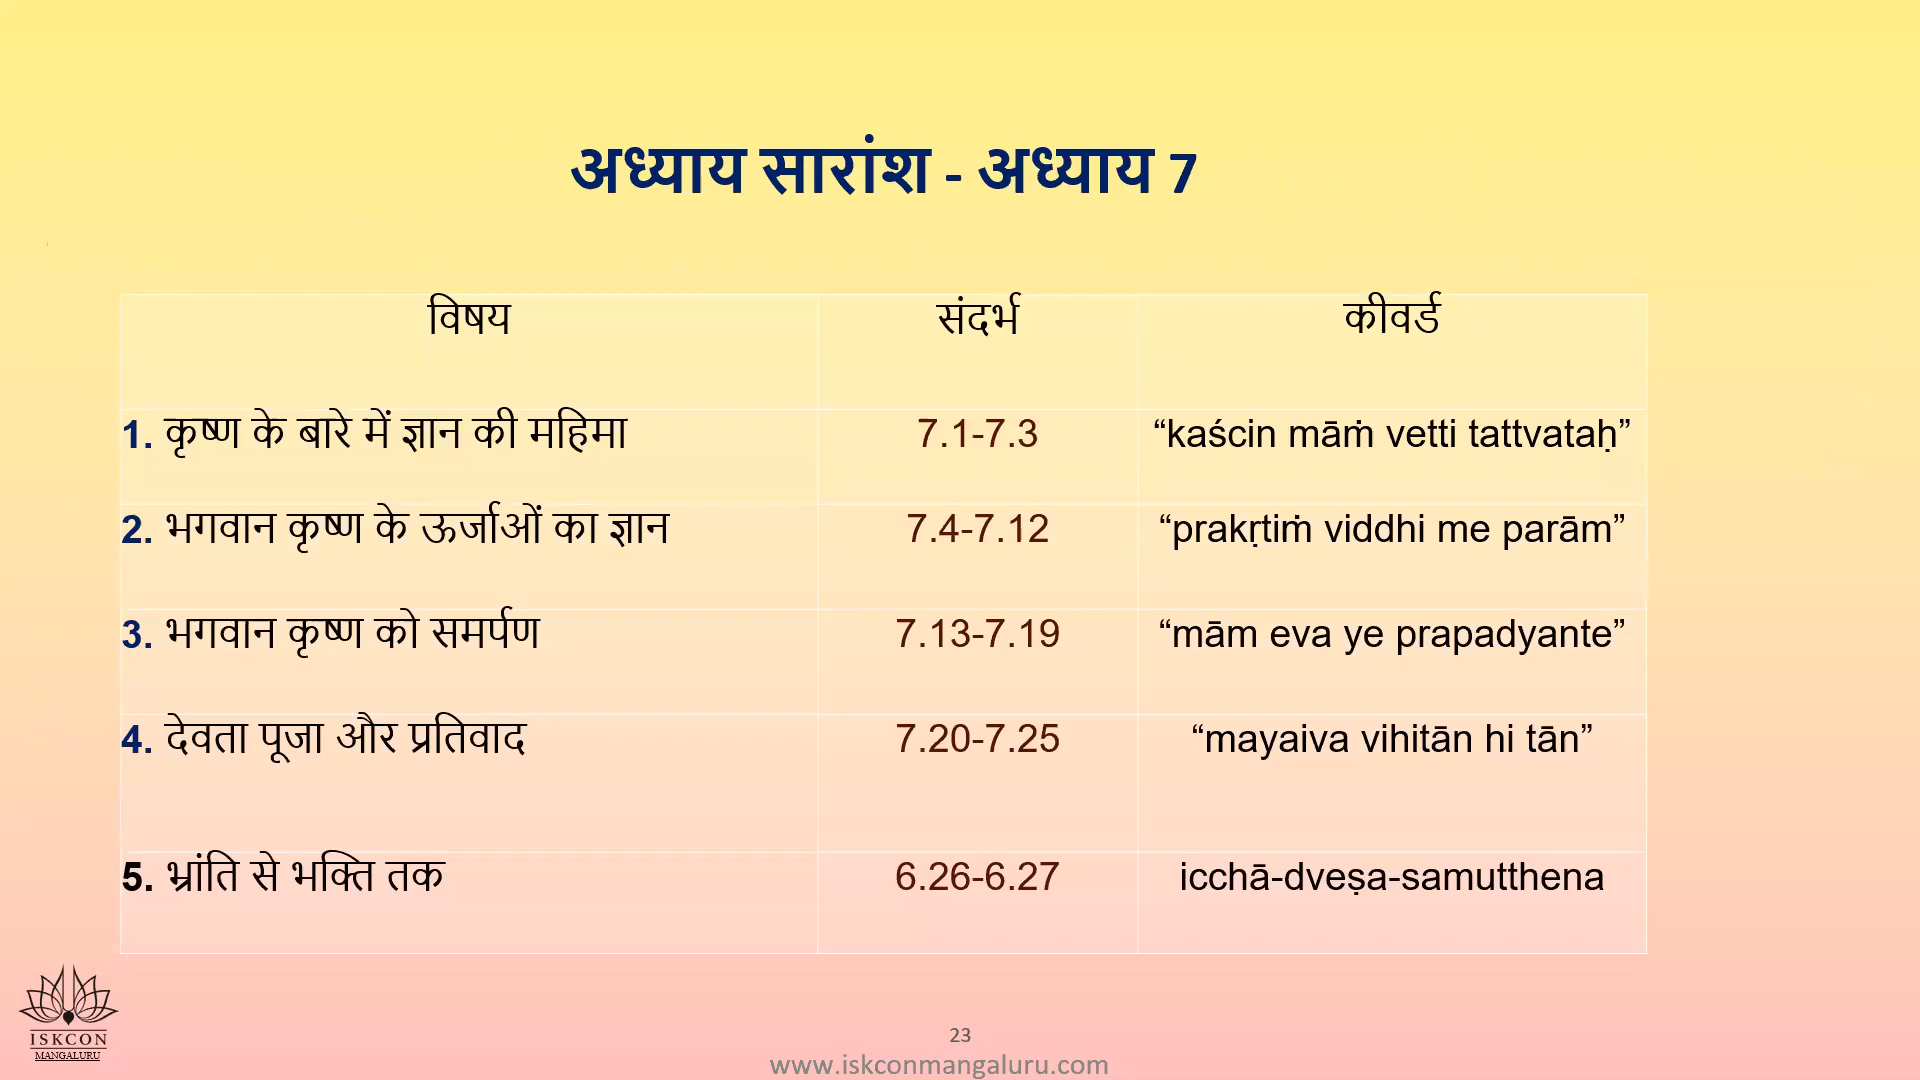 अध्याय सारांश - अध्याय 7
विषय संदर्भ कीवर्ड
1. कृष्ण के बारे में ज्ञान की महिमा 7.1-7.3 “kaścin māṁ vetti tattvataḥ”
2. भगवान कृष्ण के ऊर्जाओं का ज्ञान 7.4-7.12 “prakṛtiṁ viddhi me parām”
3. भगवान कृष्ण को समर्पण 7.13-7.19 “mām eva ye prapadyante”
4. देवता पूजा और प्रतिवाद 7.20-7.25 “mayaiva vihitān hi tān”
5. भ्रांति से भक्ति तक 6.26-6.27 icchā-dveṣa-samutthena
ISKCON
MANGALURU
23
www.iskconmangaluru.com